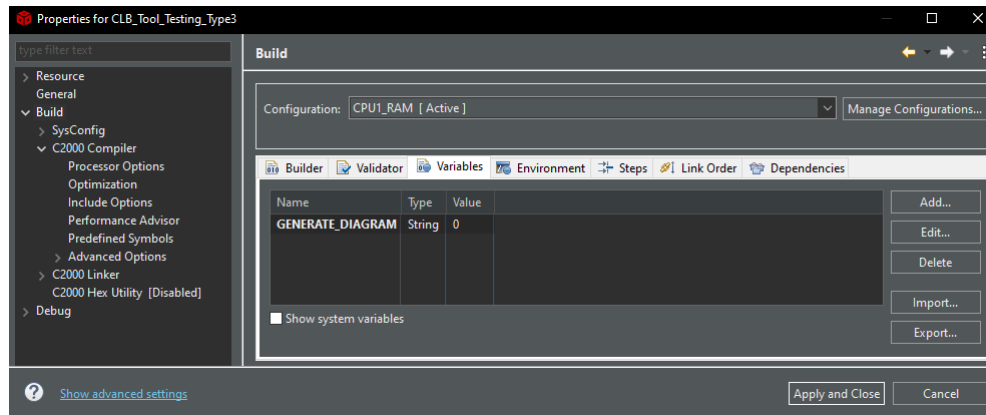 Properties for CLB_Tool_Testing_Type3
type filter text
Resource
General
Build
SysConfig
C2000 Compiler
Processor Options
Optimization
Include Options
Performance Advisor
Predefined Symbols
Advanced Options
C2000 Linker
C2000 Hex Utility [Disabled]
Debug
Build
Configuration: CPU1_RAM [ Active ] Manage Configurations...
Builder Validator Variables Environment Steps Link Order Dependencies
Name Type Value
GENERATE_DIAGRAM String 0
Show system variables
Add...
Edit...
Delete
Import...
Export...
Show advanced settings
Apply and Close Cancel